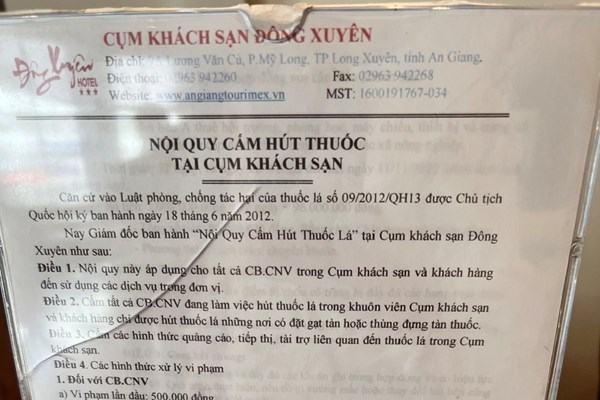 CỤM KHÁCH SẠN ĐÔNG XUYÊN
Đông Xuyên
HOTEL
Địa chỉ: Lương Văn Cù, P.Mỹ Long, TP Long Xuyên, tỉnh An Giang.
Điện thoại: 02963 942260 Fax: 02963 942268
Website: www.angiangtourimex.vn MST: 1600191767-034
NỘI QUY CẤM HÚT THUỐC
TẠI CỤM KHÁCH SẠN
Căn cứ vào Luật phòng, chống tác hại của thuốc lá số 09/2012/QH13 được Chủ tịch
Quốc hội ký ban hành ngày 18 tháng 6 năm 2012.
Nay Giám đốc ban hành “Nội Quy Cấm Hút Thuốc Lá” tại Cụm khách sạn Đông
Xuyên như sau:
Điều 1. Nội quy này áp dụng cho tất cả CB.CNV trong Cụm khách sạn và khách hàng
đến sử dụng các dịch vụ trong đơn vị.
Điều 2. Cấm tất cả CB.CNV đang làm việc hút thuốc lá trong khuôn viên Cụm khách sạn
và khách hàng chỉ được hút thuốc lá những nơi có đặt gạt tàn hoặc thùng đựng tàn thuốc.
Điều 3. Cấm các hình thức quảng cáo, tiếp thị, tài trợ liên quan đến thuốc lá trong Cụm
khách sạn.
Điều 4. Các hình thức xử lý vi phạm
1. Đối với CB.CNV
a) Vi phạm lần đầu: 500.000 đồng